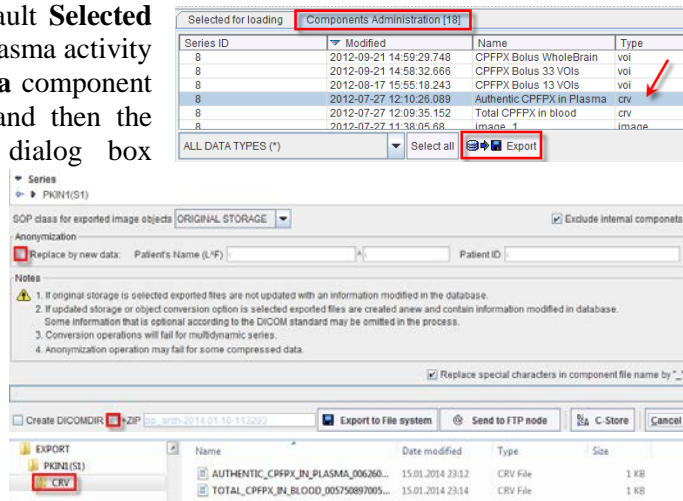 ault Selected
asma activity
a component
and then the
dialog box
Selected for loading Components Administration [18]
Series ID Modified Name Type
8 2012-09-21 14:59:29.748 CPFPX Bolus WholeBrain voi
8 2012-09-21 14:58:32.666 CPFPX Bolus 33 VOIs voi
8 2012-08-17 15:55:18.243 CPFPX Bolus 13 VOIs voi
8 2012-07-27 12:10:26.089 Authentic CPFPX in Plasma crv
8 2012-07-27 12:09:35.152 Total CPFPX in blood crv
8 2012-07-27 11:38:05.68 image_1 image
ALL DATA TYPES (*) Select all Export
Series
PKIN1(S1)
SOP class for exported image objects ORIGINAL STORAGE Exclude internal componets
Anonymization
Replace by new data: Patient's Name (L^F) ^ Patient ID
Notes
1. If original storage is selected exported files are not updated with an information modified in the database.
2. If updated storage or object conversion option is selected exported files are created anew and contain information modified in database.
Some information that is optional according to the DICOM standard may be omitted in the process.
3. Conversion operations will fail for multidynamic series.
4. Anonymization operation may fail for some compressed data.
Replace special characters in component file name by "_"
Create DICOMDIR +ZIP Export to File system @ Send to FTP node C-Store Cancel
EXPORT Name Date modified Type Size
PKIN1 (S1)
CRV AUTHENTIC_CPFPX_IN_PLASMA_006260... 15.01.2014 23:12 CRV File 1 KB
TOTAL_CPFPX_IN_BLOOD_005750897005... 15.01.2014 23:14 CRV File 1 KB